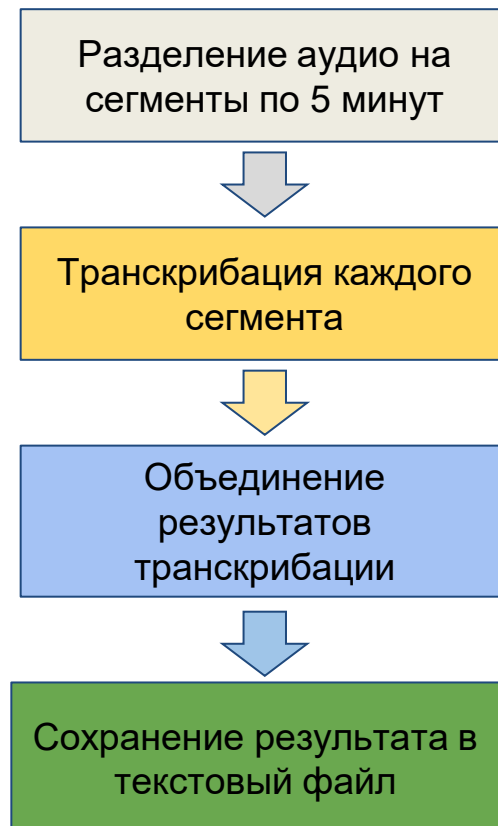 Разделение аудио на
сегменты по 5 минут
Транскрибация каждого
сегмента
Объединение
результатов
транскрибации
Сохранение результата в
текстовый файл